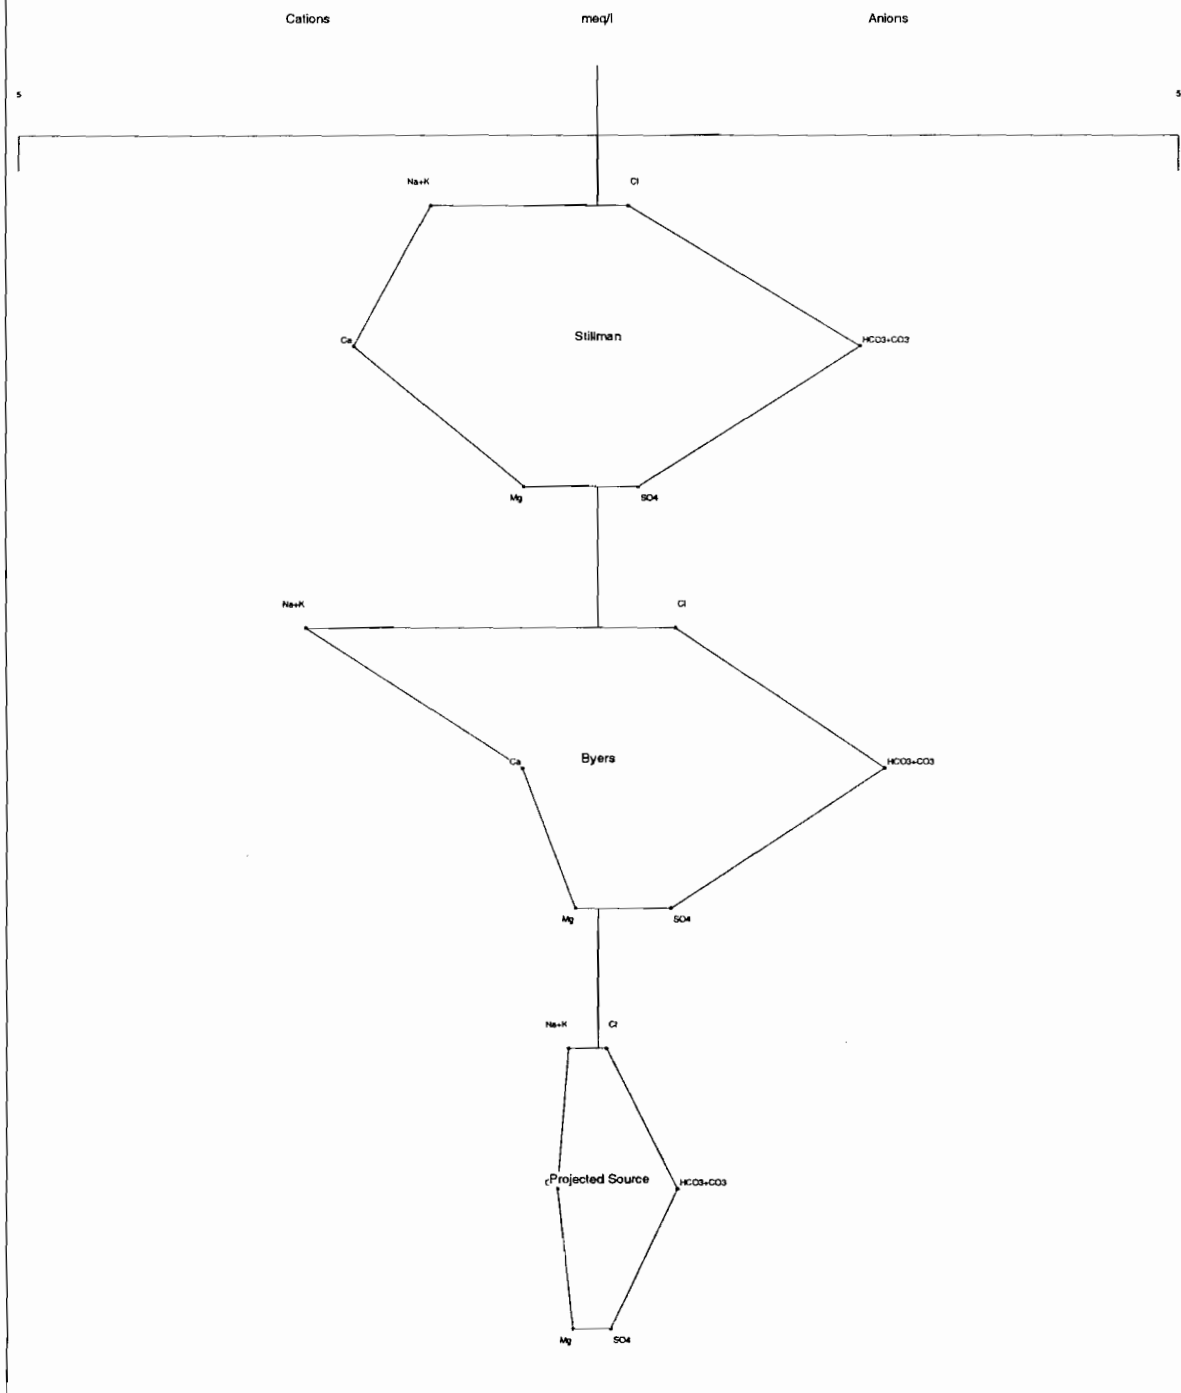 Cations meq/l Anions
5 5
Na+K Cl
Stillman
Ca HCO3+CO3
Mg SO4
Na+K Cl
Byers
Ca HCO3+CO3
Mg SO4
Na+K Cl
Projected Source
HCO3+CO3
Mg SO4